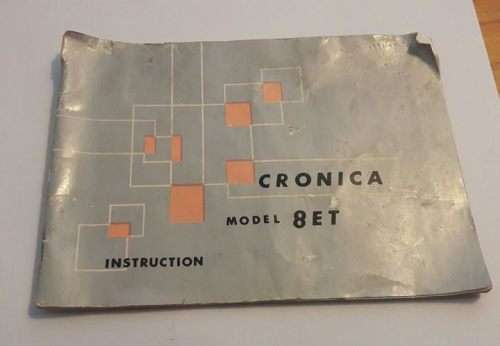 CRONICA
MODEL 8ET
INSTRUCTION